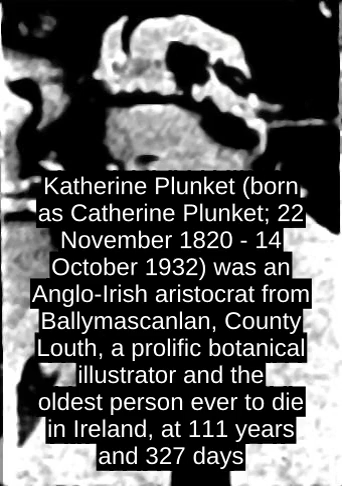 Katherine Plunket (born
as Catherine Plunket; 22
November 1820 - 14
October 1932) was an
Anglo-Irish aristocrat from
Ballymascanlan, County
Louth, a prolific botanical
illustrator and the
oldest person ever to die
in Ireland, at 111 years
and 327 days